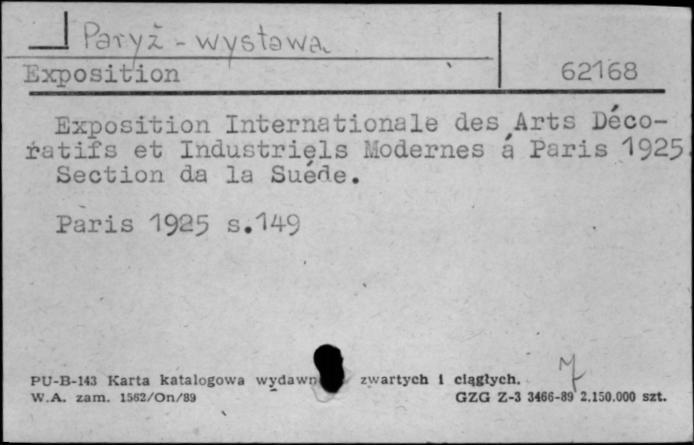 Paryż - wystawa
Exposition 62168
Exposition Internationale des Arts Déco-
ratifs et Industriels Modernes á Paris 1925
Section da la Suéde.
Paris 1925 s.149
PU-B-143 Karta katalogowa wydawn zwartych i ciągłych.
W.A. zam. 1562/On/89 GZG Z-3 3466-89 2.150.000 szt.